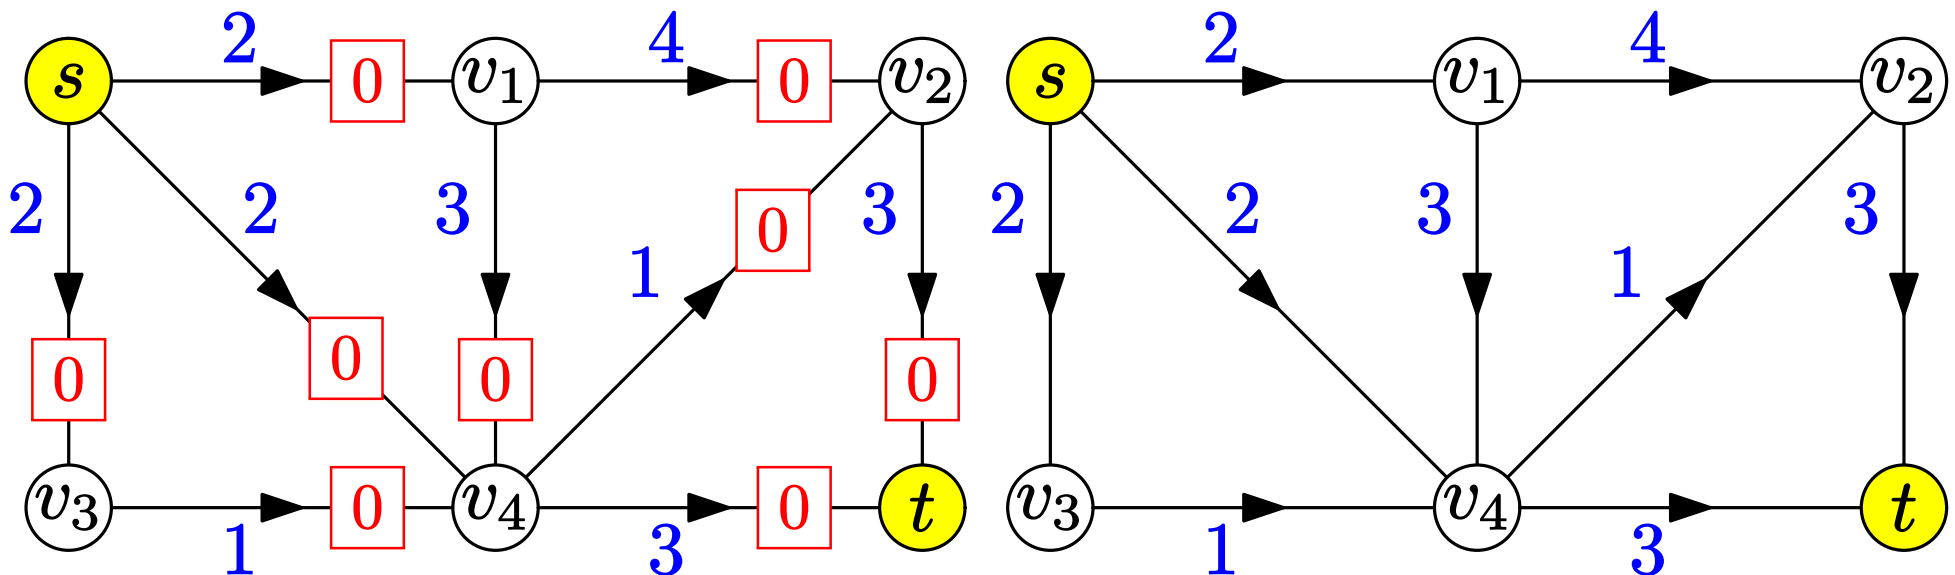 2 4 2 4
s 0 v₁ 0 v₂ s v₁ v₂
2 2 3 3 2 2 3 3
0 1 1
0 0 0 0
v₃ 0 v₄ 0 t v₃ v₄ t
1 3 1 3